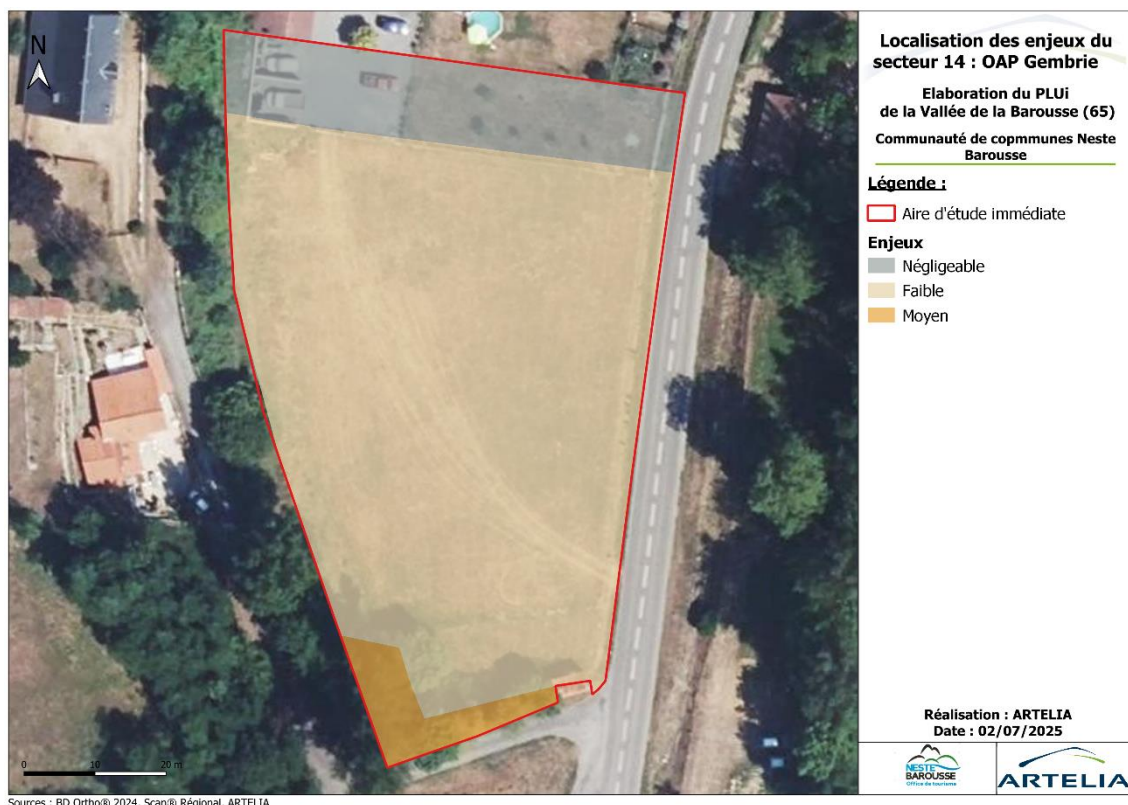 N
Localisation des enjeux du
secteur 14 : OAP Gembrie
Elaboration du PLUi
de la Vallée de la Barousse (65)
Communauté de copmmunes Neste
Barousse
Légende :
Aire d'étude immédiate
Enjeux
Négligeable
Faible
Moyen
0 10 20 m
Réalisation : ARTELIA
Date : 02/07/2025
NESTE
BAROUSSE
Office de tourisme
ARTELIA
Sources : BD Ortho® 2024, Scan® Régional, ARTELIA